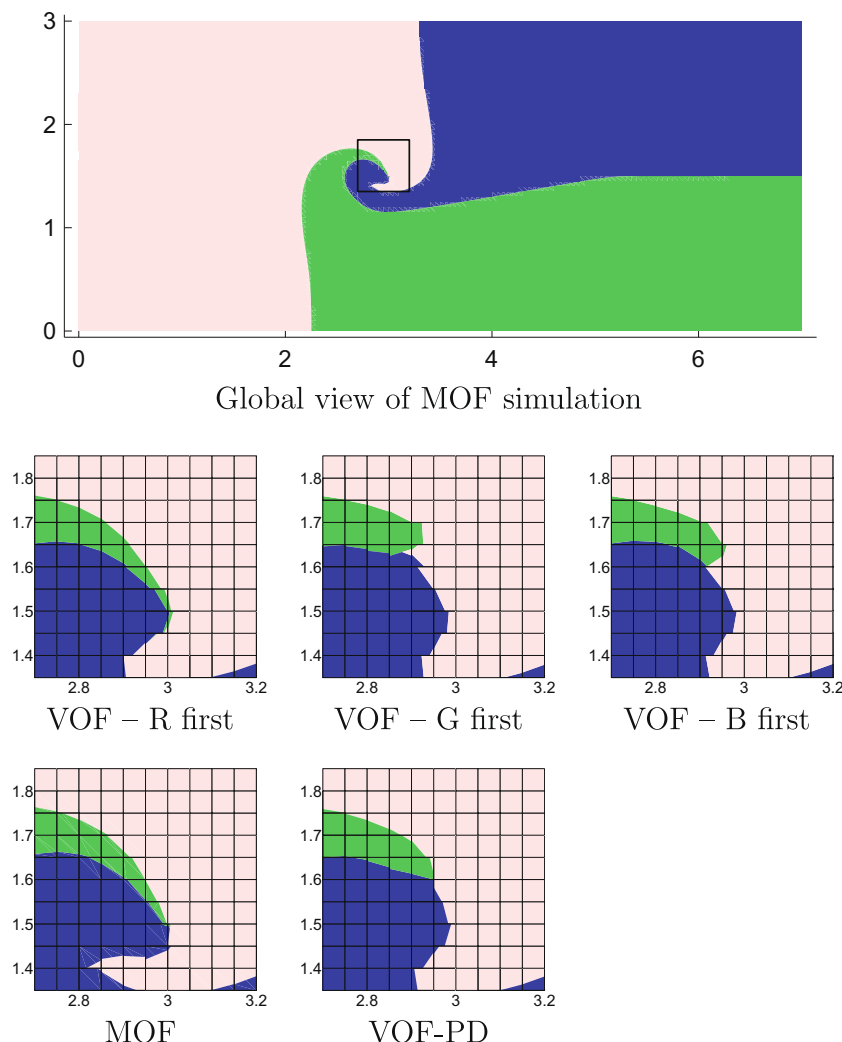 3
2
1
0
0 2 4 6
Global view of MOF simulation
1.8 1.8 1.8
1.7 1.7 1.7
1.6 1.6 1.6
1.5 1.5 1.5
1.4 1.4 1.4
2.8 3 3.2 2.8 3 3.2 2.8 3 3.2
VOF – R first VOF – G first VOF – B first
1.8 1.8
1.7 1.7
1.6 1.6
1.5 1.5
1.4 1.4
2.8 3 3.2 2.8 3 3.2
MOF VOF-PD